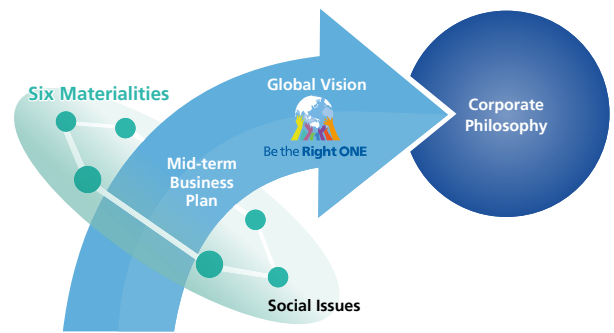 Six Materialities
Global Vision
Be the Right ONE
Corporate
Philosophy
Mid-term
Business
Plan
Social Issues